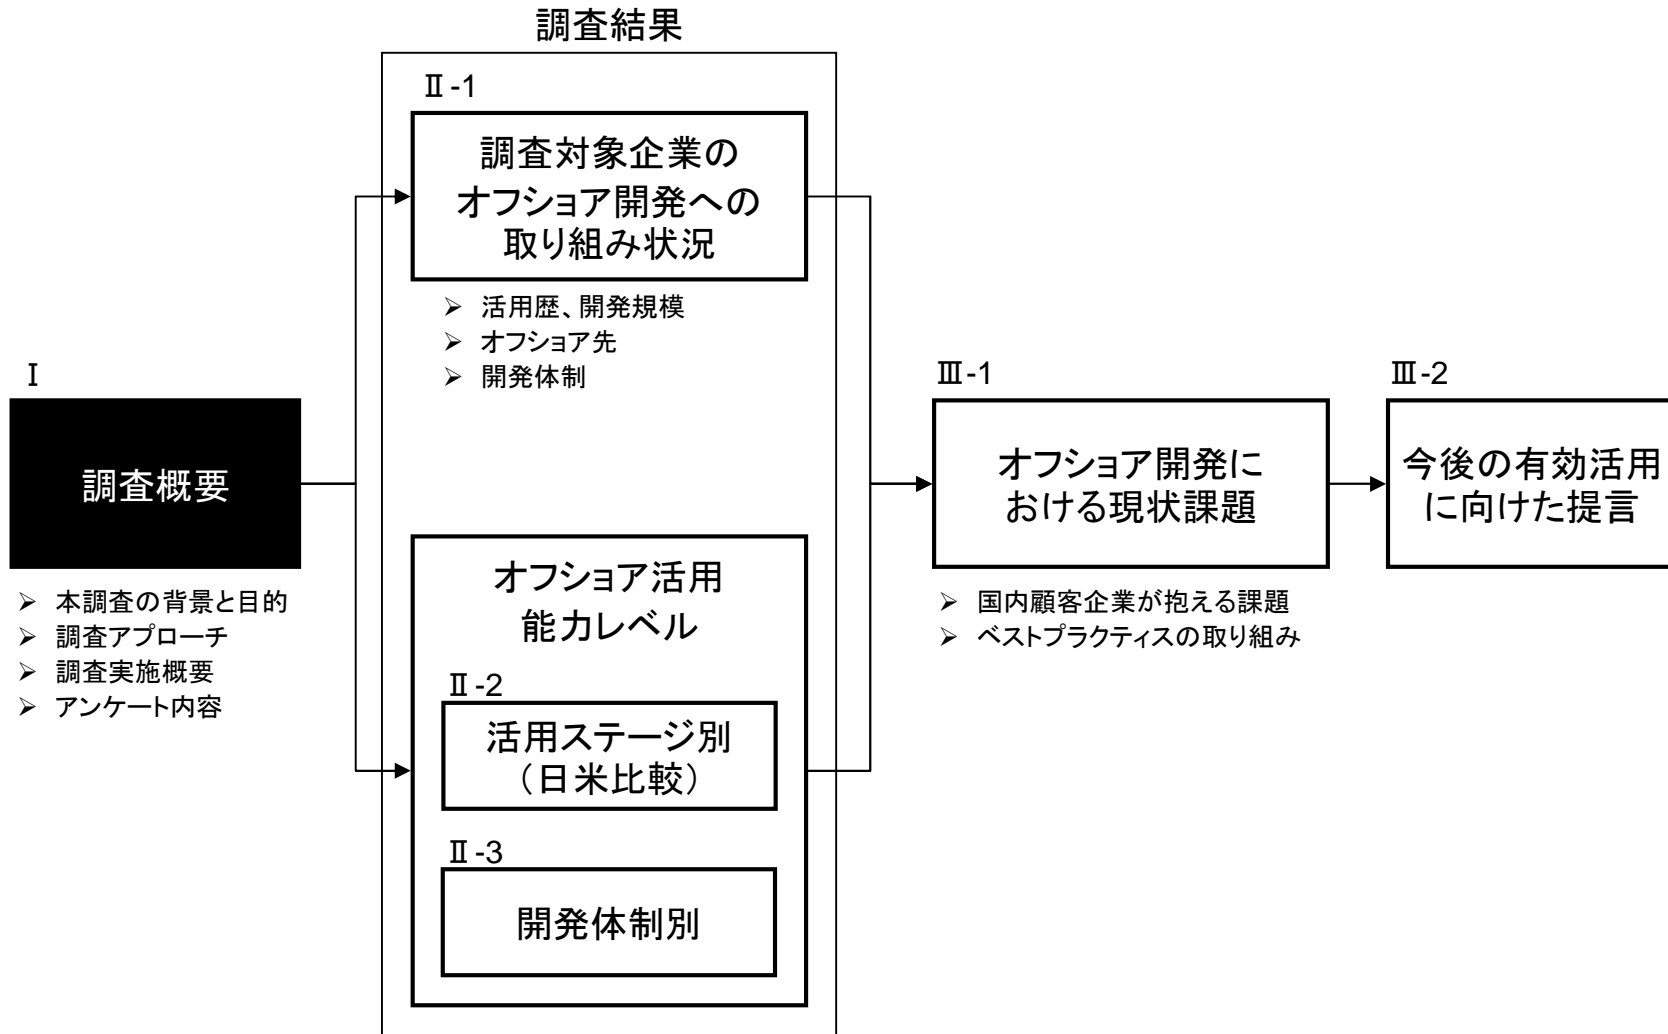 調査結果
Ⅱ-1
調査対象企業の
オフショア開発への
取り組み状況
➢ 活用歴、開発規模
➢ オフショア先
➢ 開発体制
Ⅰ
調査概要
➢ 本調査の背景と目的
➢ 調査アプローチ
➢ 調査実施概要
➢ アンケート内容
オフショア活用
能力レベル
Ⅱ-2
活用ステージ別
（日米比較）
Ⅱ-3
開発体制別
Ⅲ-1
オフショア開発に
おける現状課題
➢ 国内顧客企業が抱える課題
➢ ベストプラクティスの取り組み
Ⅲ-2
今後の有効活用
に向けた提言